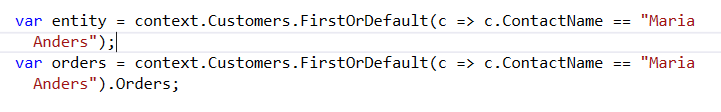 var entity = context.Customers.FirstOrDefault(c => c.ContactName == "Maria
Anders");
var orders = context.Customers.FirstOrDefault(c => c.ContactName == "Maria
Anders").Orders;